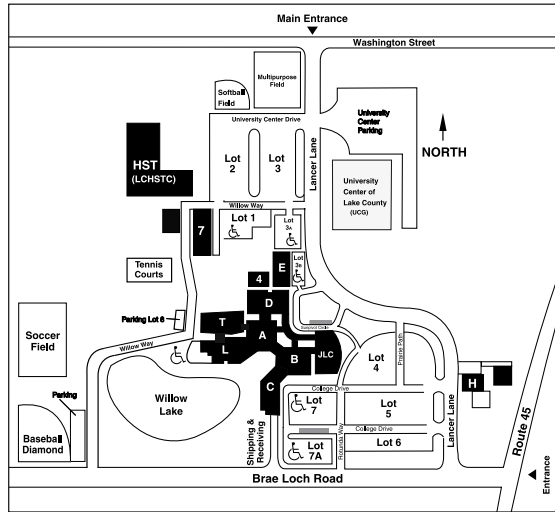 Main Entrance
Washington Street
Multipurpose
Field
Softball
Field
University Center Drive
University
Center
Parking
NORTH
HST
(LCHSTC)
Lot
2
Lot
3
Lancer Lane
University
Center of
Lake County
(UCG)
Willow Way
7
Lot 1
Lot
3A
E
Lot
3B
Tennis
Courts
4
D
Parking Lot 8
T
A
Soccer
Field
Willow Way
L
B
JLC
Lot
4
Prairie Path
H
C
Willow
Lake
College Drive
Lot
7
Lot
5
Parking
Baseball
Diamond
Shipping &
Receiving
College Drive
Lot 6
Lot
7A
Rotunda Way
Lancer Lane
Route 45
Entrance
Brae Loch Road